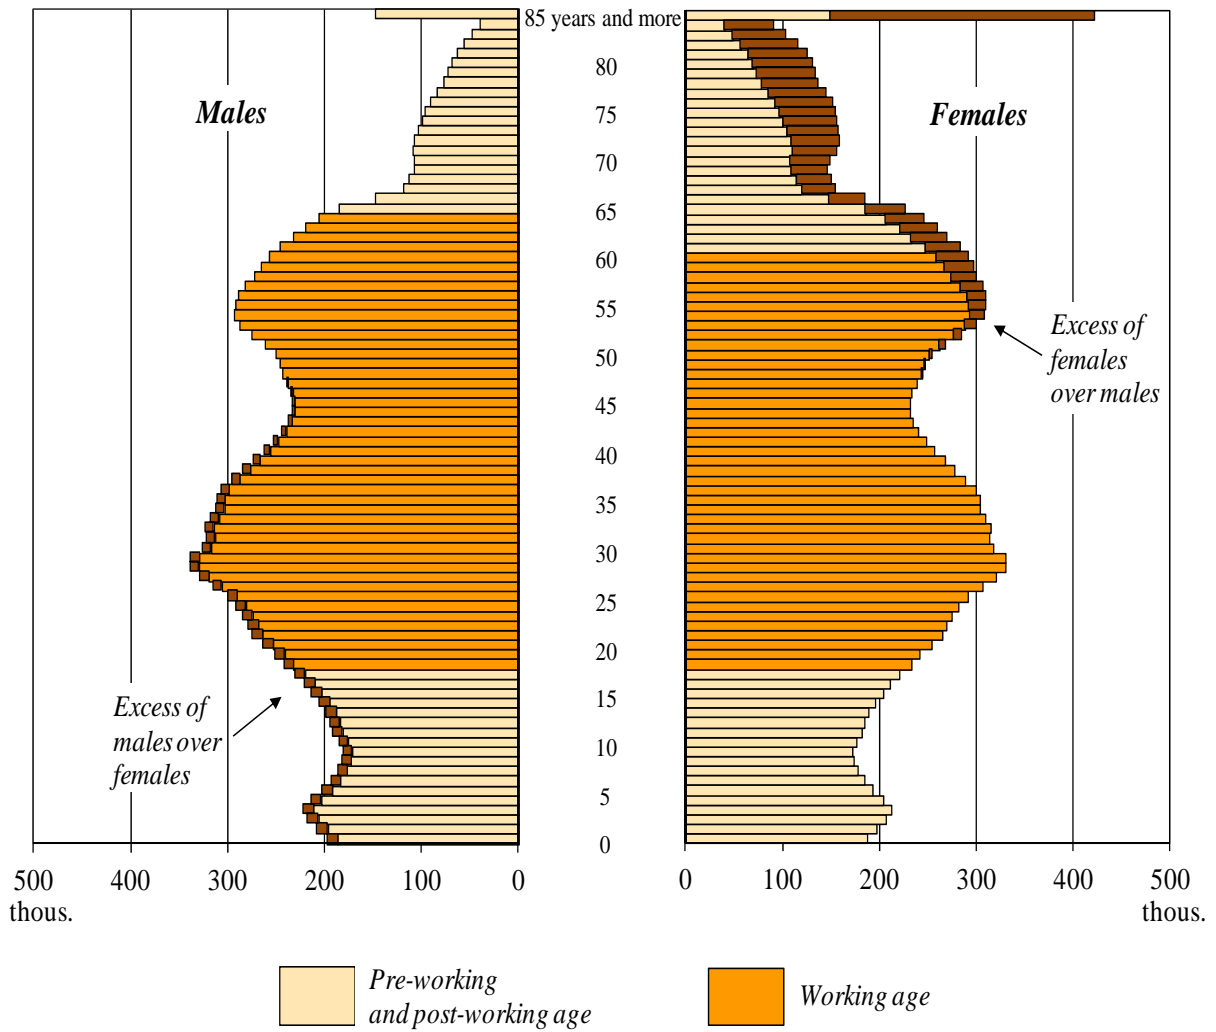 85 years and more
80
75
70
65
60
55
50
45
40
35
30
25
20
15
10
5
0
Males
Females
Excess of
females
over males
Excess of
males over
females
500
400
300
200
100
0
thous.
0
100
200
300
400
500
thous.
Pre-working
and post-working age
Working age